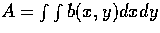 A = ∫ ∫ b(x, y)dxdy